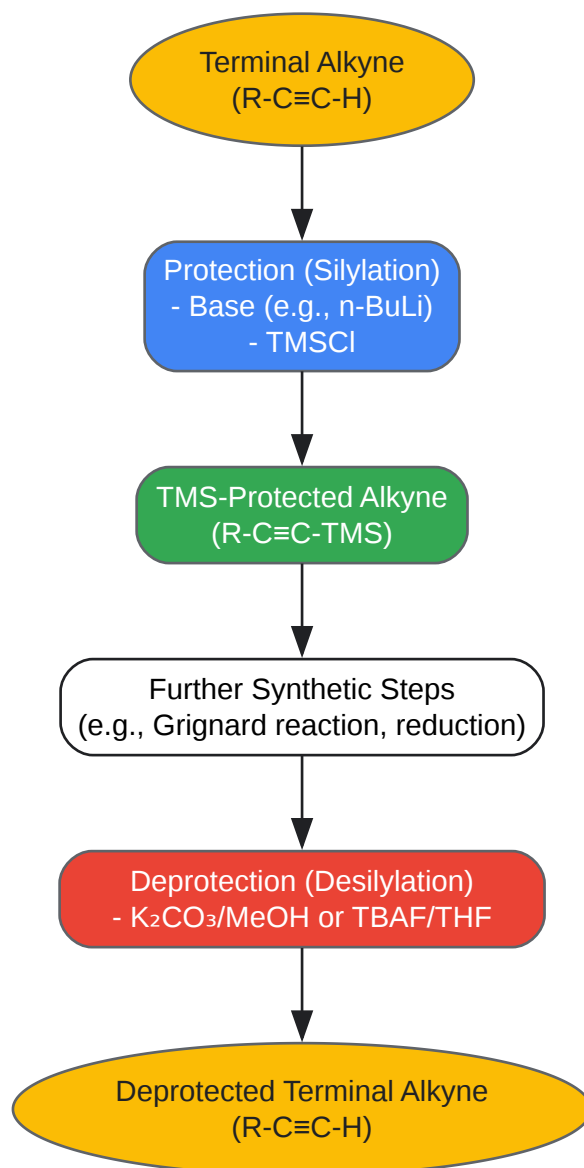 Terminal Alkyne
(R-C≡C-H)
Protection (Silylation)
- Base (e.g., n-BuLi)
- TMSCl
TMS-Protected Alkyne
(R-C≡C-TMS)
Further Synthetic Steps
(e.g., Grignard reaction, reduction)
Deprotection (Desilylation)
- K₂CO₃/MeOH or TBAF/THF
Deprotected Terminal Alkyne
(R-C≡C-H)